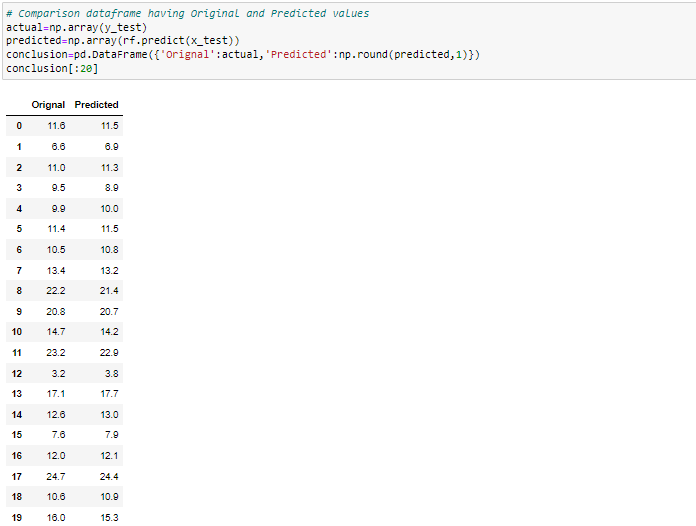 # Comparison dataframe having Original and Predicted values
actual=np.array(y_test)
predicted=np.array(rf.predict(x_test))
conclusion=pd.DataFrame({'Orignal':actual,'Predicted':np.round(predicted,1)})
conclusion[:20]
Orignal Predicted
0 11.6 11.5
1 6.6 6.9
2 11.0 11.3
3 9.5 8.9
4 9.9 10.0
5 11.4 11.5
6 10.5 10.8
7 13.4 13.2
8 22.2 21.4
9 20.8 20.7
10 14.7 14.2
11 23.2 22.9
12 3.2 3.8
13 17.1 17.7
14 12.6 13.0
15 7.6 7.9
16 12.0 12.1
17 24.7 24.4
18 10.6 10.9
19 16.0 15.3